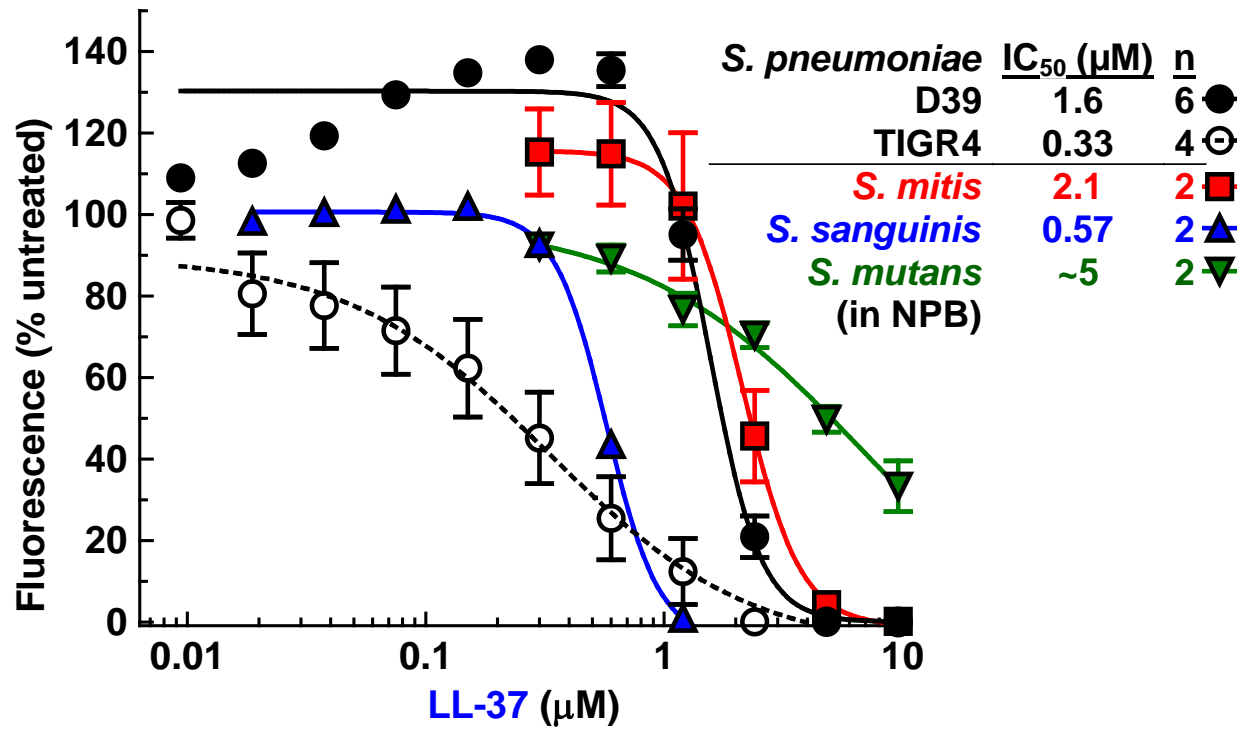 Fluorescence (% untreated)
140
120
100
80
60
40
20
0
0.01 0.1 1 10
LL-37 (μM)
S. pneumoniae IC50 (μM) n
D39 1.6 6
TIGR4 0.33 4
S. mitis 2.1 2
S. sanguinis 0.57 2
S. mutans ~5 2
(in NPB)